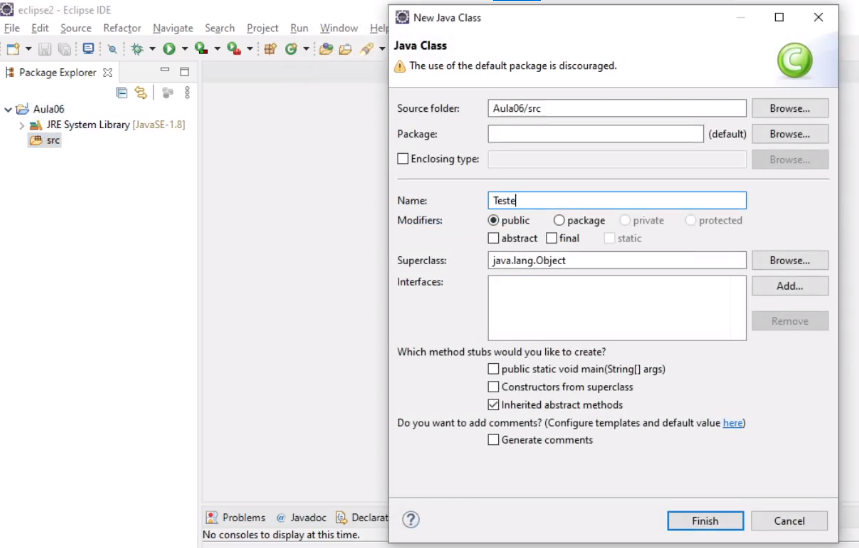 eclipse2 - Eclipse IDE
File Edit Source Refactor Navigate Search Project Run Window Help
Package Explorer
Aula06
JRE System Library [JavaSE-1.8]
src
Problems @ Javadoc Declarat
No consoles to display at this time.
New Java Class
Java Class
The use of the default package is discouraged.
Source folder: Aula06/src Browse...
Package: (default) Browse...
Enclosing type: Browse...
Name: Teste
Modifiers: public package private protected
abstract final static
Superclass: java.lang.Object Browse...
Interfaces: Add...
Remove
Which method stubs would you like to create?
public static void main(String[] args)
Constructors from superclass
Inherited abstract methods
Do you want to add comments? (Configure templates and default value here)
Generate comments
? Finish Cancel